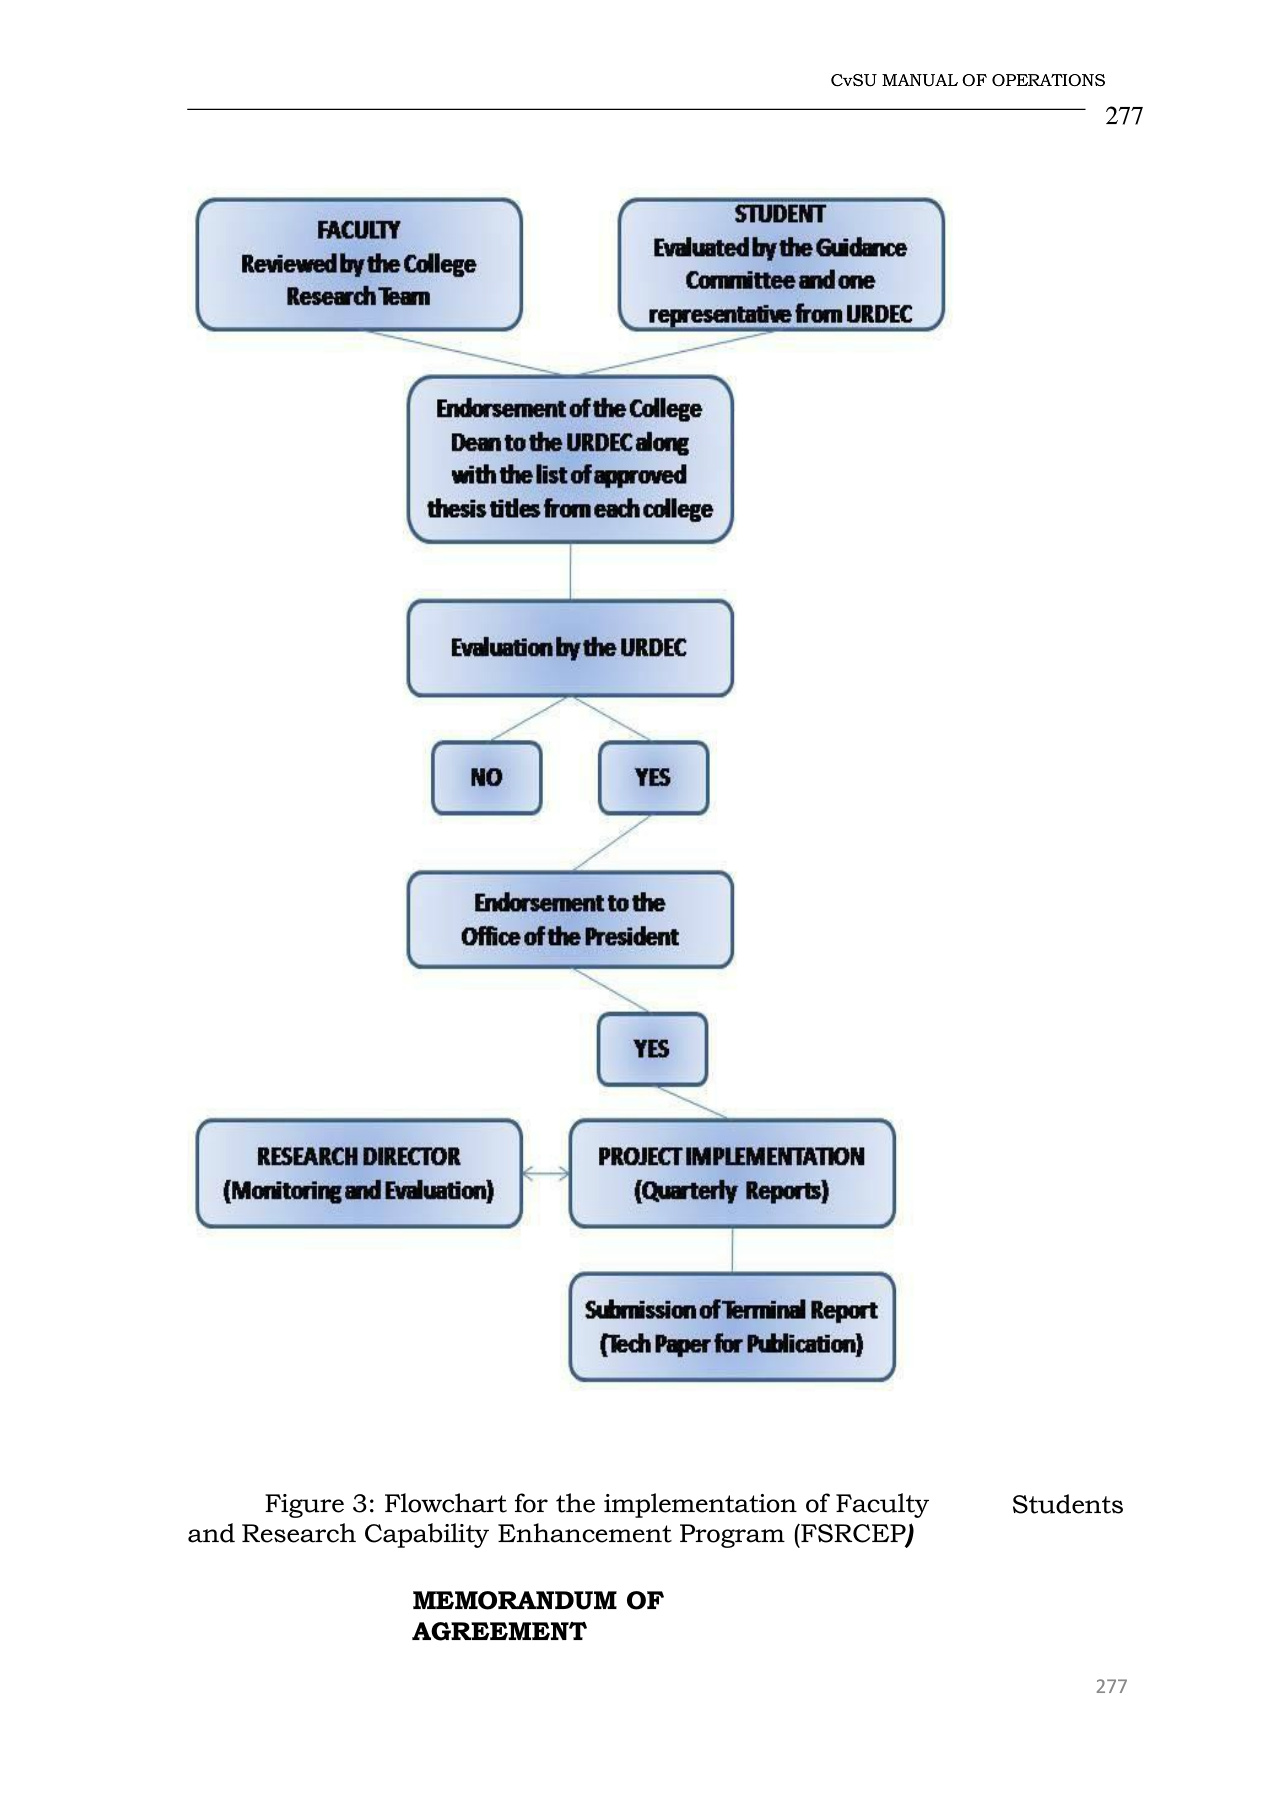 CvSU MANUAL OF OPERATIONS
277
FACULTY
Reviewed by the College
Research Team
STUDENT
Evaluated by the Guidance
Committee and one
representative from URDEC
Endorsement of the College
Dean to the URDEC along
with the list of approved
thesis titles from each college
Evaluation by the URDEC
NO
YES
Endorsement to the
Office of the President
YES
RESEARCH DIRECTOR
(Monitoring and Evaluation)
PROJECT IMPLEMENTATION
(Quarterly Reports)
Submission of Terminal Report
(Tech Paper for Publication)
Figure 3: Flowchart for the implementation of Faculty Students
and Research Capability Enhancement Program (FSRCEP)
MEMORANDUM OF
AGREEMENT
277